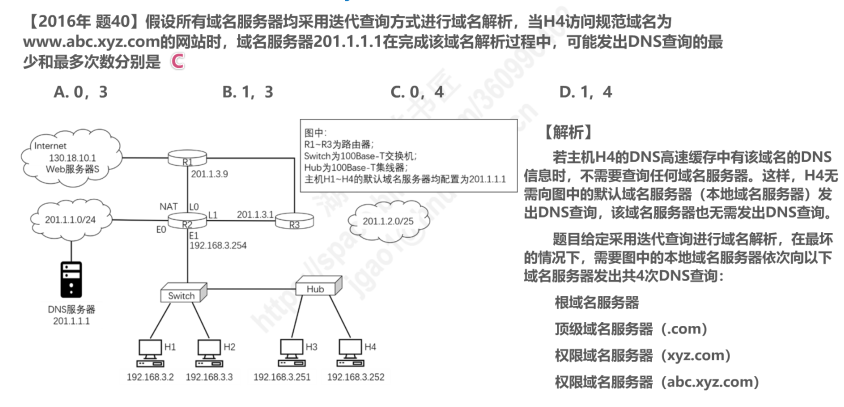 【2016年 题40】假设所有域名服务器均采用迭代查询方式进行域名解析，当H4访问规范域名为
www.abc.xyz.com的网站时，域名服务器201.1.1.1在完成该域名解析过程中，可能发出DNS查询的最
少和最多次数分别是 C
A. 0，3 B. 1，3 C. 0，4 D. 1，4
Internet
130.18.10.1
Web服务器S
R1
201.1.3.9
图中：
R1~R3为路由器；
Switch为100Base-T交换机；
Hub为100Base-T集线器；
主机H1~H4的默认域名服务器均配置为201.1.1.1
201.1.1.0/24
NAT L0
L1
201.1.3.1
E0
R2
R3
E1
192.168.3.254
201.1.2.0/25
DNS服务器
201.1.1.1
Switch
Hub
H1
H2
H3
H4
192.168.3.2 192.168.3.3 192.168.3.251 192.168.3.252
【解析】
若主机H4的DNS高速缓存中有该域名的DNS
信息时，不需要查询任何域名服务器。这样，H4无
需向图中的默认域名服务器（本地域名服务器）发
出DNS查询，该域名服务器也无需发出DNS查询。
题目给定采用迭代查询进行域名解析，在最坏
的情况下，需要图中的本地域名服务器依次向以下
域名服务器发出共4次DNS查询：
根域名服务器
顶级域名服务器（.com）
权限域名服务器（xyz.com）
权限域名服务器（abc.xyz.com）